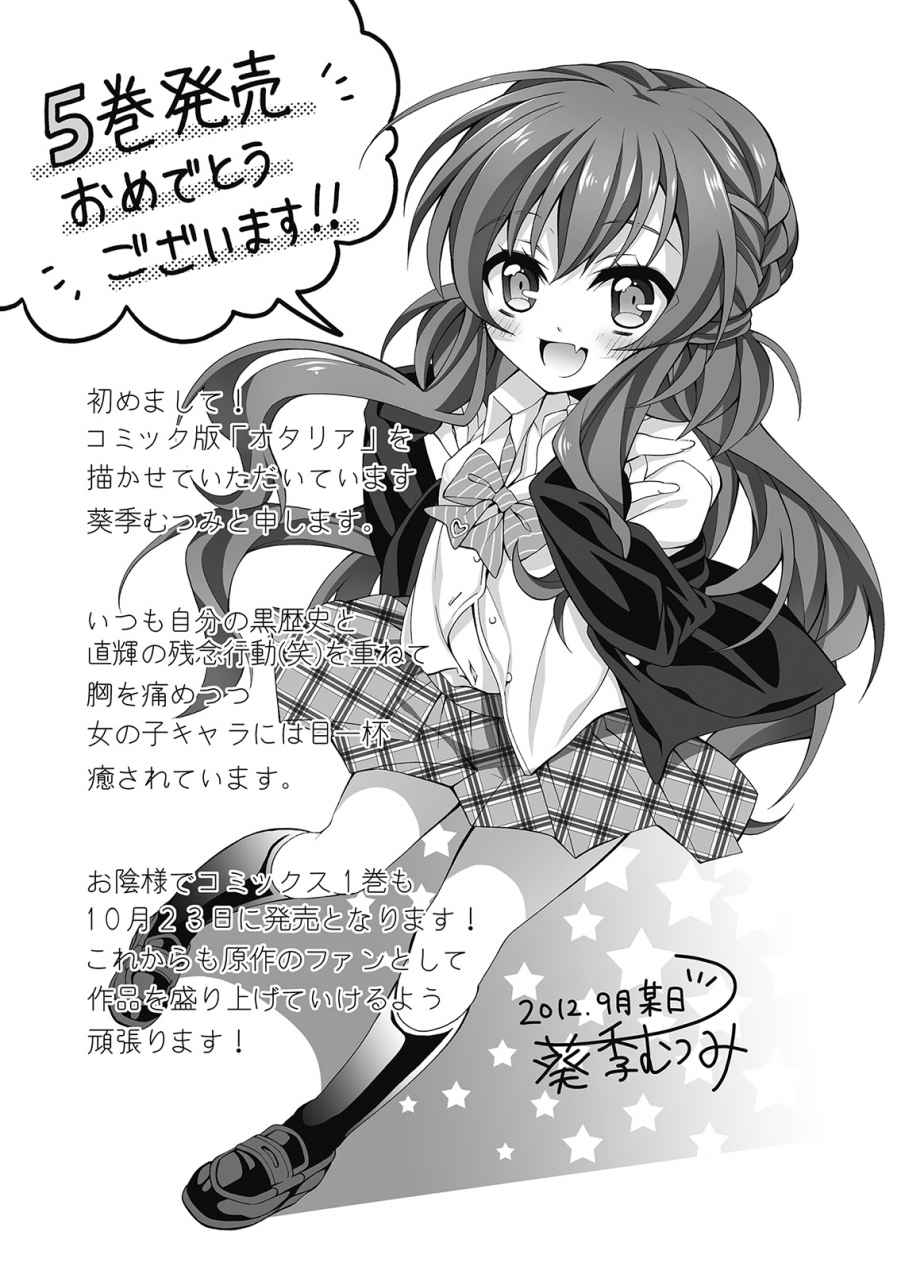 5巻発売
おめでとう
ございます!!
初めまして！
コミック版「オタリア」を
描かせていただいています
葵季むつみと申します。
いつも自分の黒歴史と
直輝の残念行動(笑)を重ねて
胸を痛めつつ
女の子キャラには目一杯
癒されています。
お陰様でコミックス１巻も
１０月２３日に発売となります！
これからも原作のファンとして
作品を盛り上げていけるよう
頑張ります！
2012.9月某日
葵季むつみ